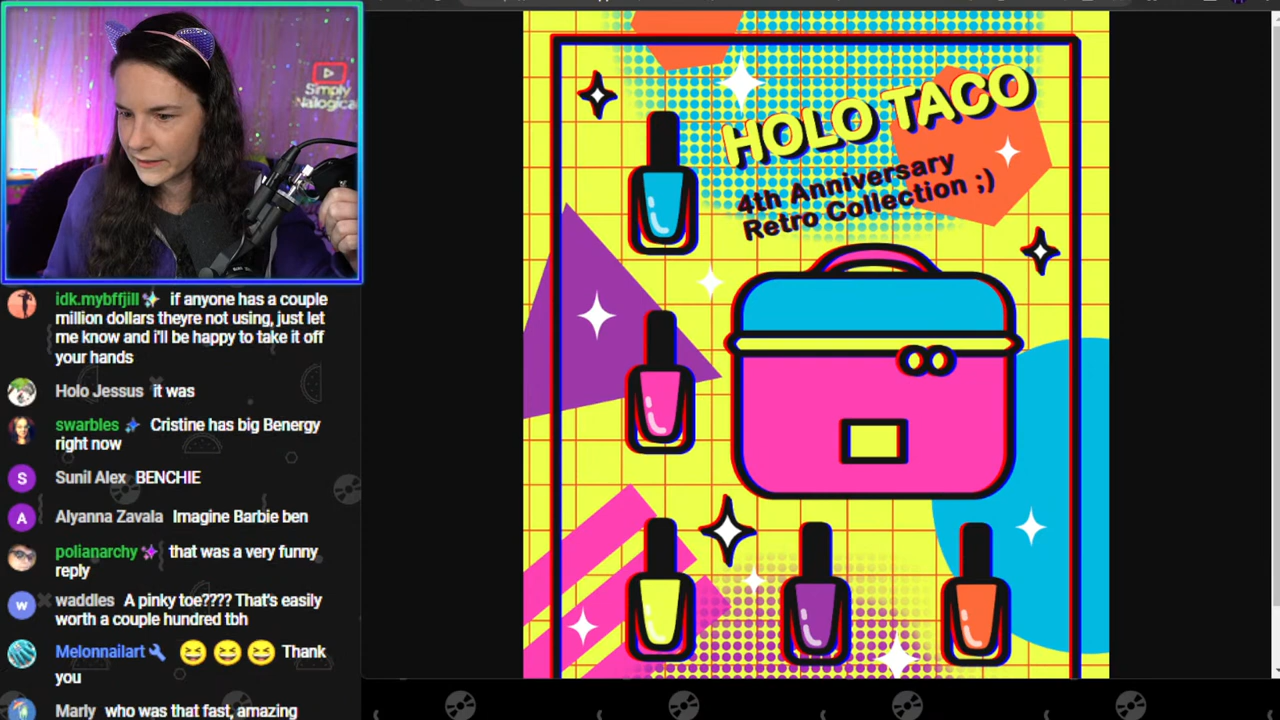 Simply
Nailogical
HOLO TACO
4th Anniversary
Retro Collection ;)
idk.mybffjill if anyone has a couple
million dollars theyre not using, just let
me know and i'll be happy to take it off
your hands
Holo Jessus it was
swarbles Cristine has big Benergy
right now
S Sunil Alex BENCHIE
A Alyanna Zavala Imagine Barbie ben
polianarchy that was a very funny
reply
w waddles A pinky toe???? That's easily
worth a couple hundred tbh
Melonnailart 😆 😆 😆 Thank
you
Marly who was that fast, amazing